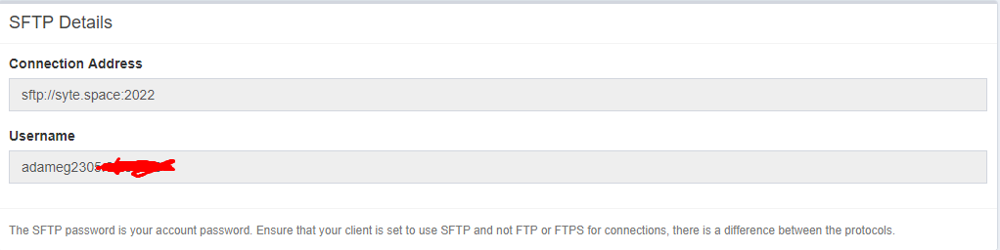 SFTP Details
Connection Address
sftp://syte.space:2022
Username
adameg2305
The SFTP password is your account password. Ensure that your client is set to use SFTP and not FTP or FTPS for connections, there is a difference between the protocols.